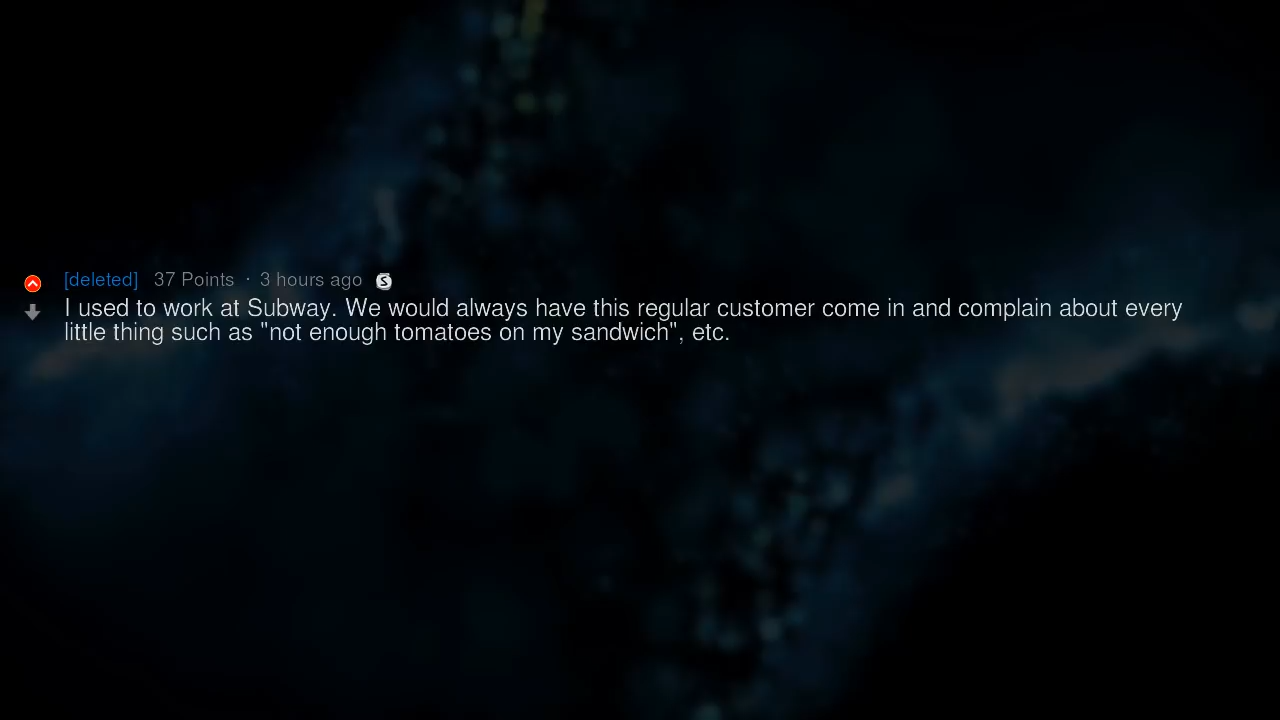 [deleted] 37 Points · 3 hours ago S
I used to work at Subway. We would always have this regular customer come in and complain about every
little thing such as "not enough tomatoes on my sandwich", etc.